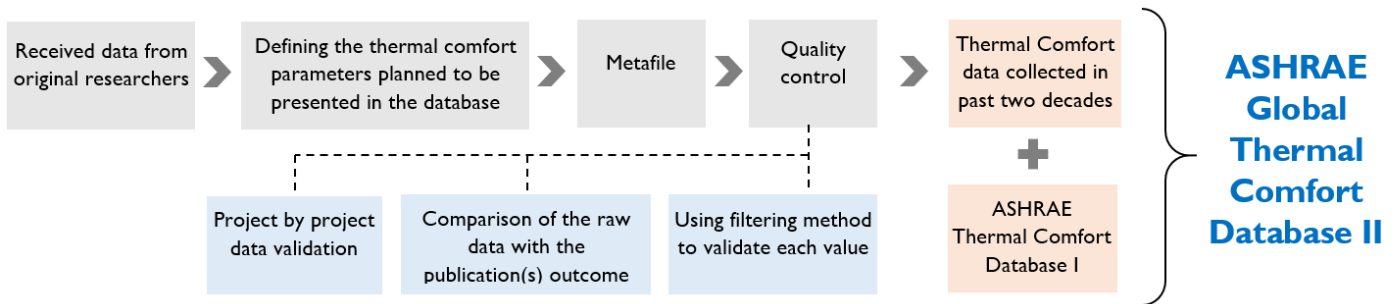 Received data from
original researchers
Defining the thermal comfort
parameters planned to be
presented in the database
Metafile
Quality
control
Thermal Comfort
data collected in
past two decades
+
ASHRAE
Thermal Comfort
Database I
ASHRAE
Global
Thermal
Comfort
Database II
Project by project
data validation
Comparison of the raw
data with the
publication(s) outcome
Using filtering method
to validate each value